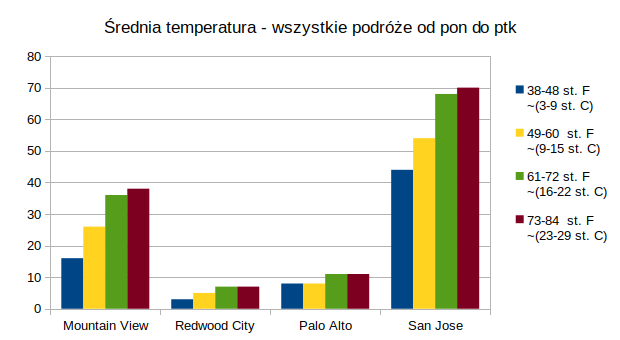 Średnia temperatura - wszystkie podróże od pon do ptk
80
70
60
50
40
30
20
10
0
Mountain View
Redwood City
Palo Alto
San Jose
38-48 st. F
~(3-9 st. C)
49-60  st. F
~(9-15 st. C)
61-72 st. F
~(16-22 st. C)
73-84  st. F
~(23-29 st. C)